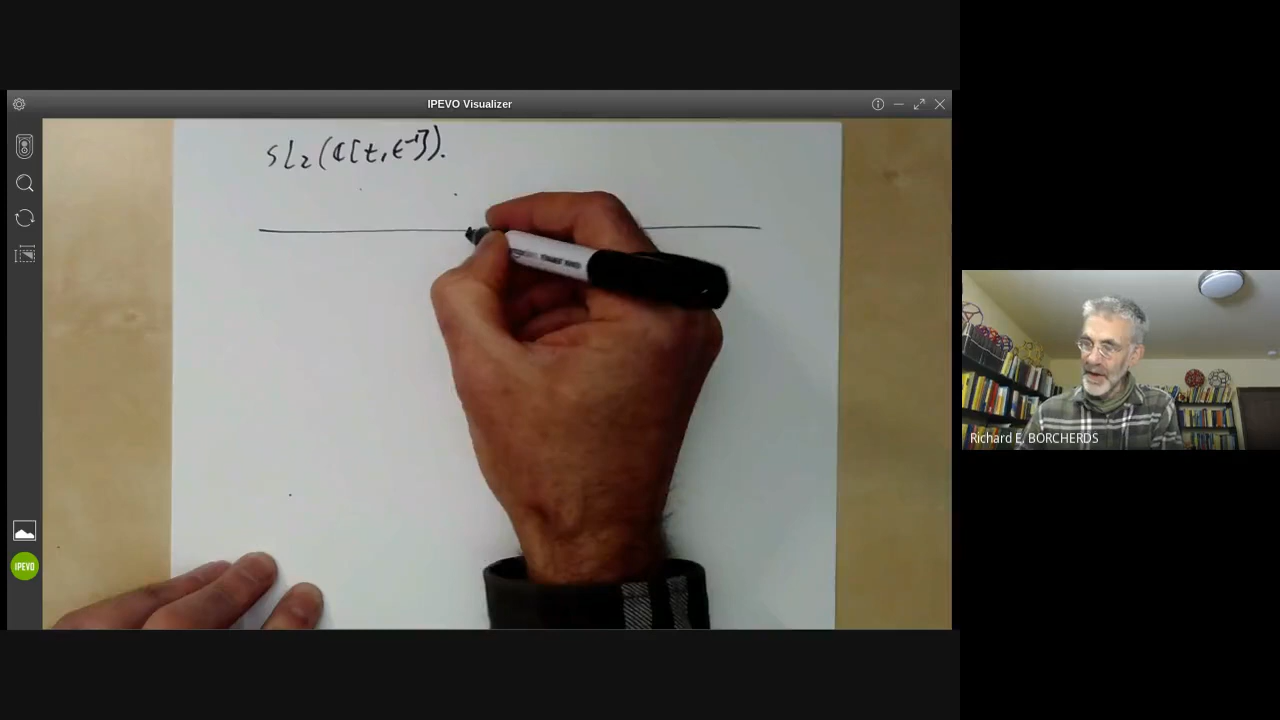 IPEVO Visualizer
SL₂(ℂ[t, t⁻¹]).
Richard E. BORCHERDS
iPEVO